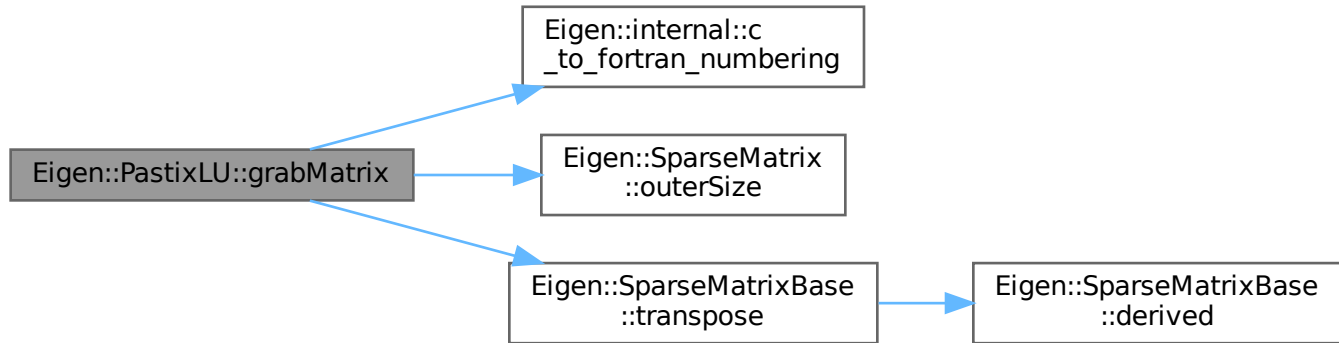 Eigen::internal::c
_to_fortran_numbering
Eigen::PastixLU::grabMatrix
Eigen::SparseMatrix
::outerSize
Eigen::SparseMatrixBase
::transpose
Eigen::SparseMatrixBase
::derived